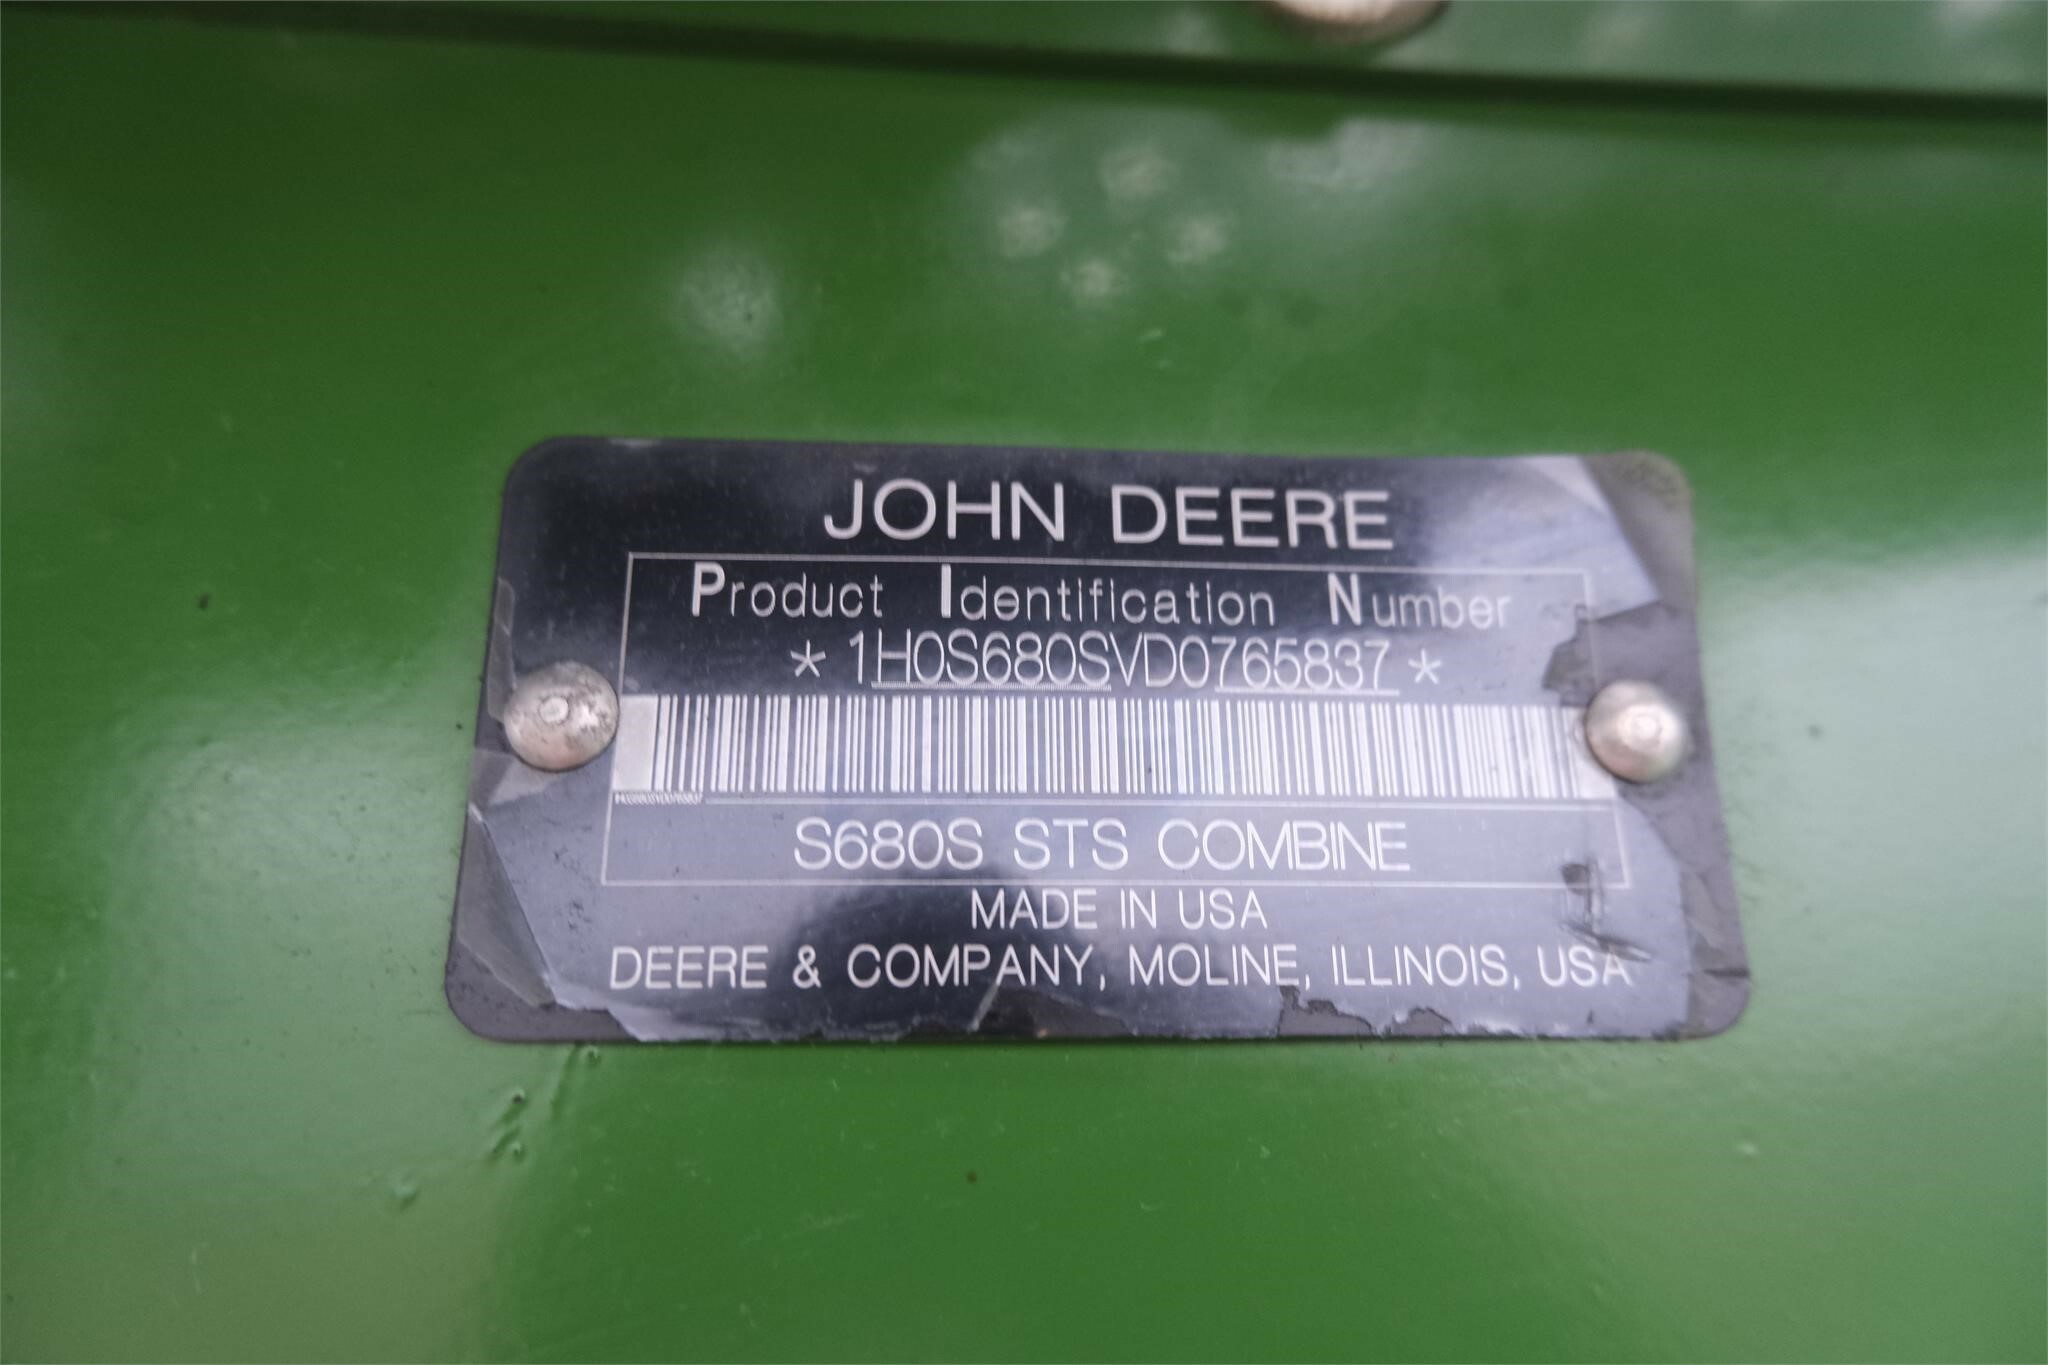 JOHN DEERE
Product Identification Number
*1H0S680SVD0765837*
S680S STS COMBINE
MADE IN USA
DEERE & COMPANY, MOLINE, ILLINOIS, USA